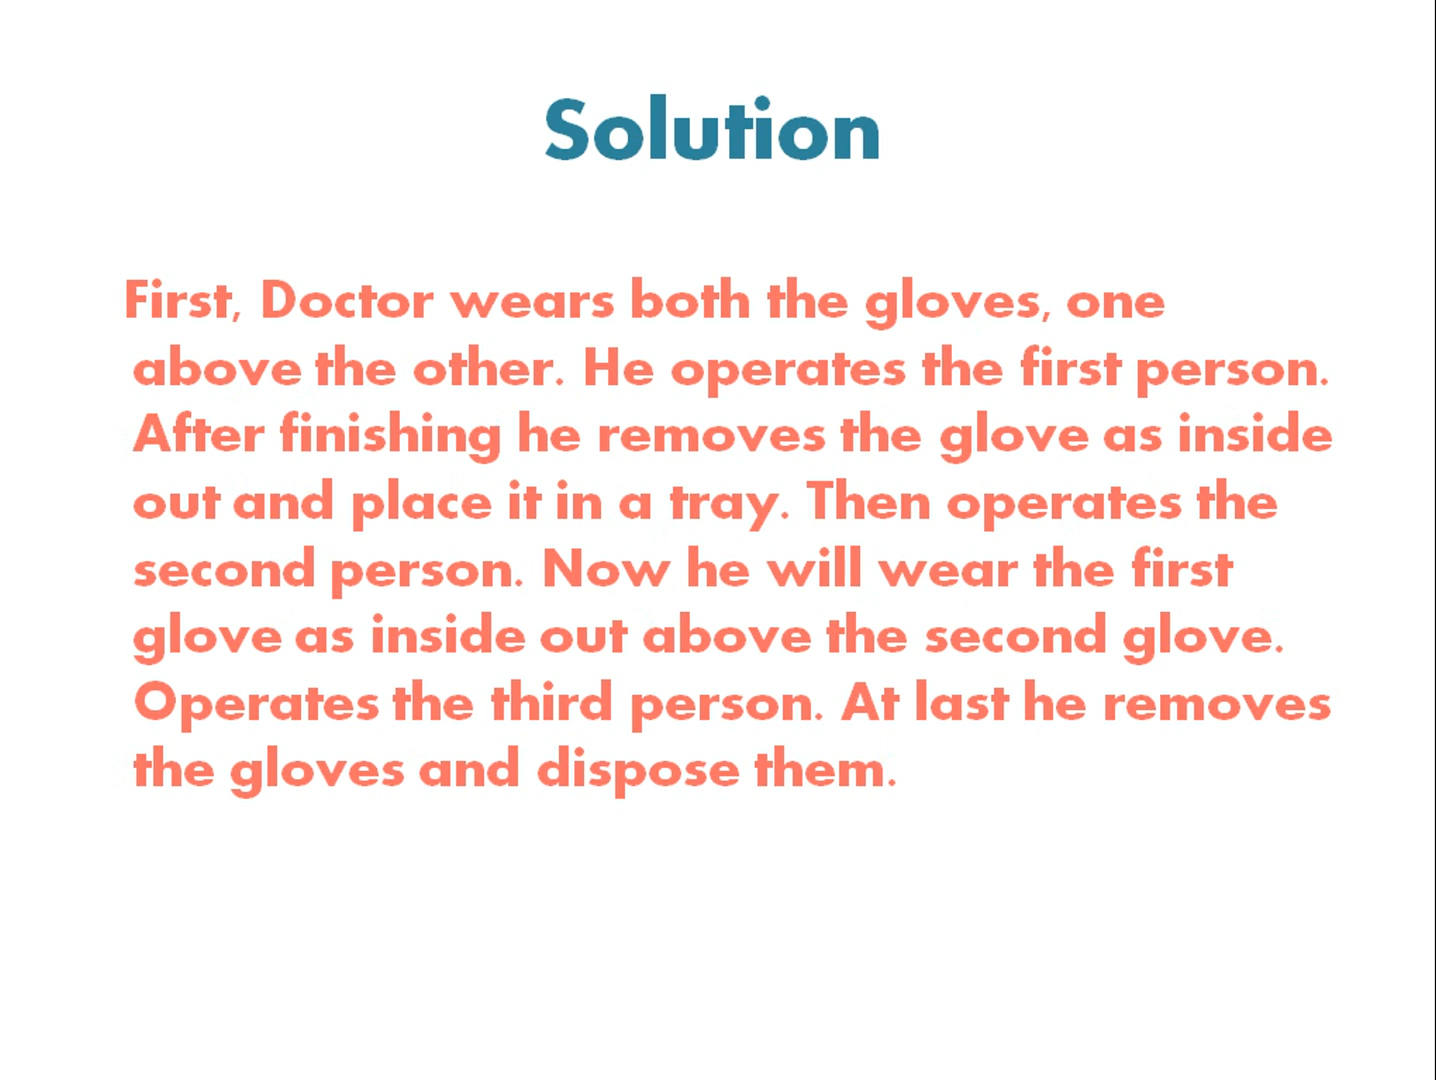 Solution
First, Doctor wears both the gloves, one
above the other. He operates the first person.
After finishing he removes the glove as inside
out and place it in a tray. Then operates the
second person. Now he will wear the first
glove as inside out above the second glove.
Operates the third person. At last he removes
the gloves and dispose them.